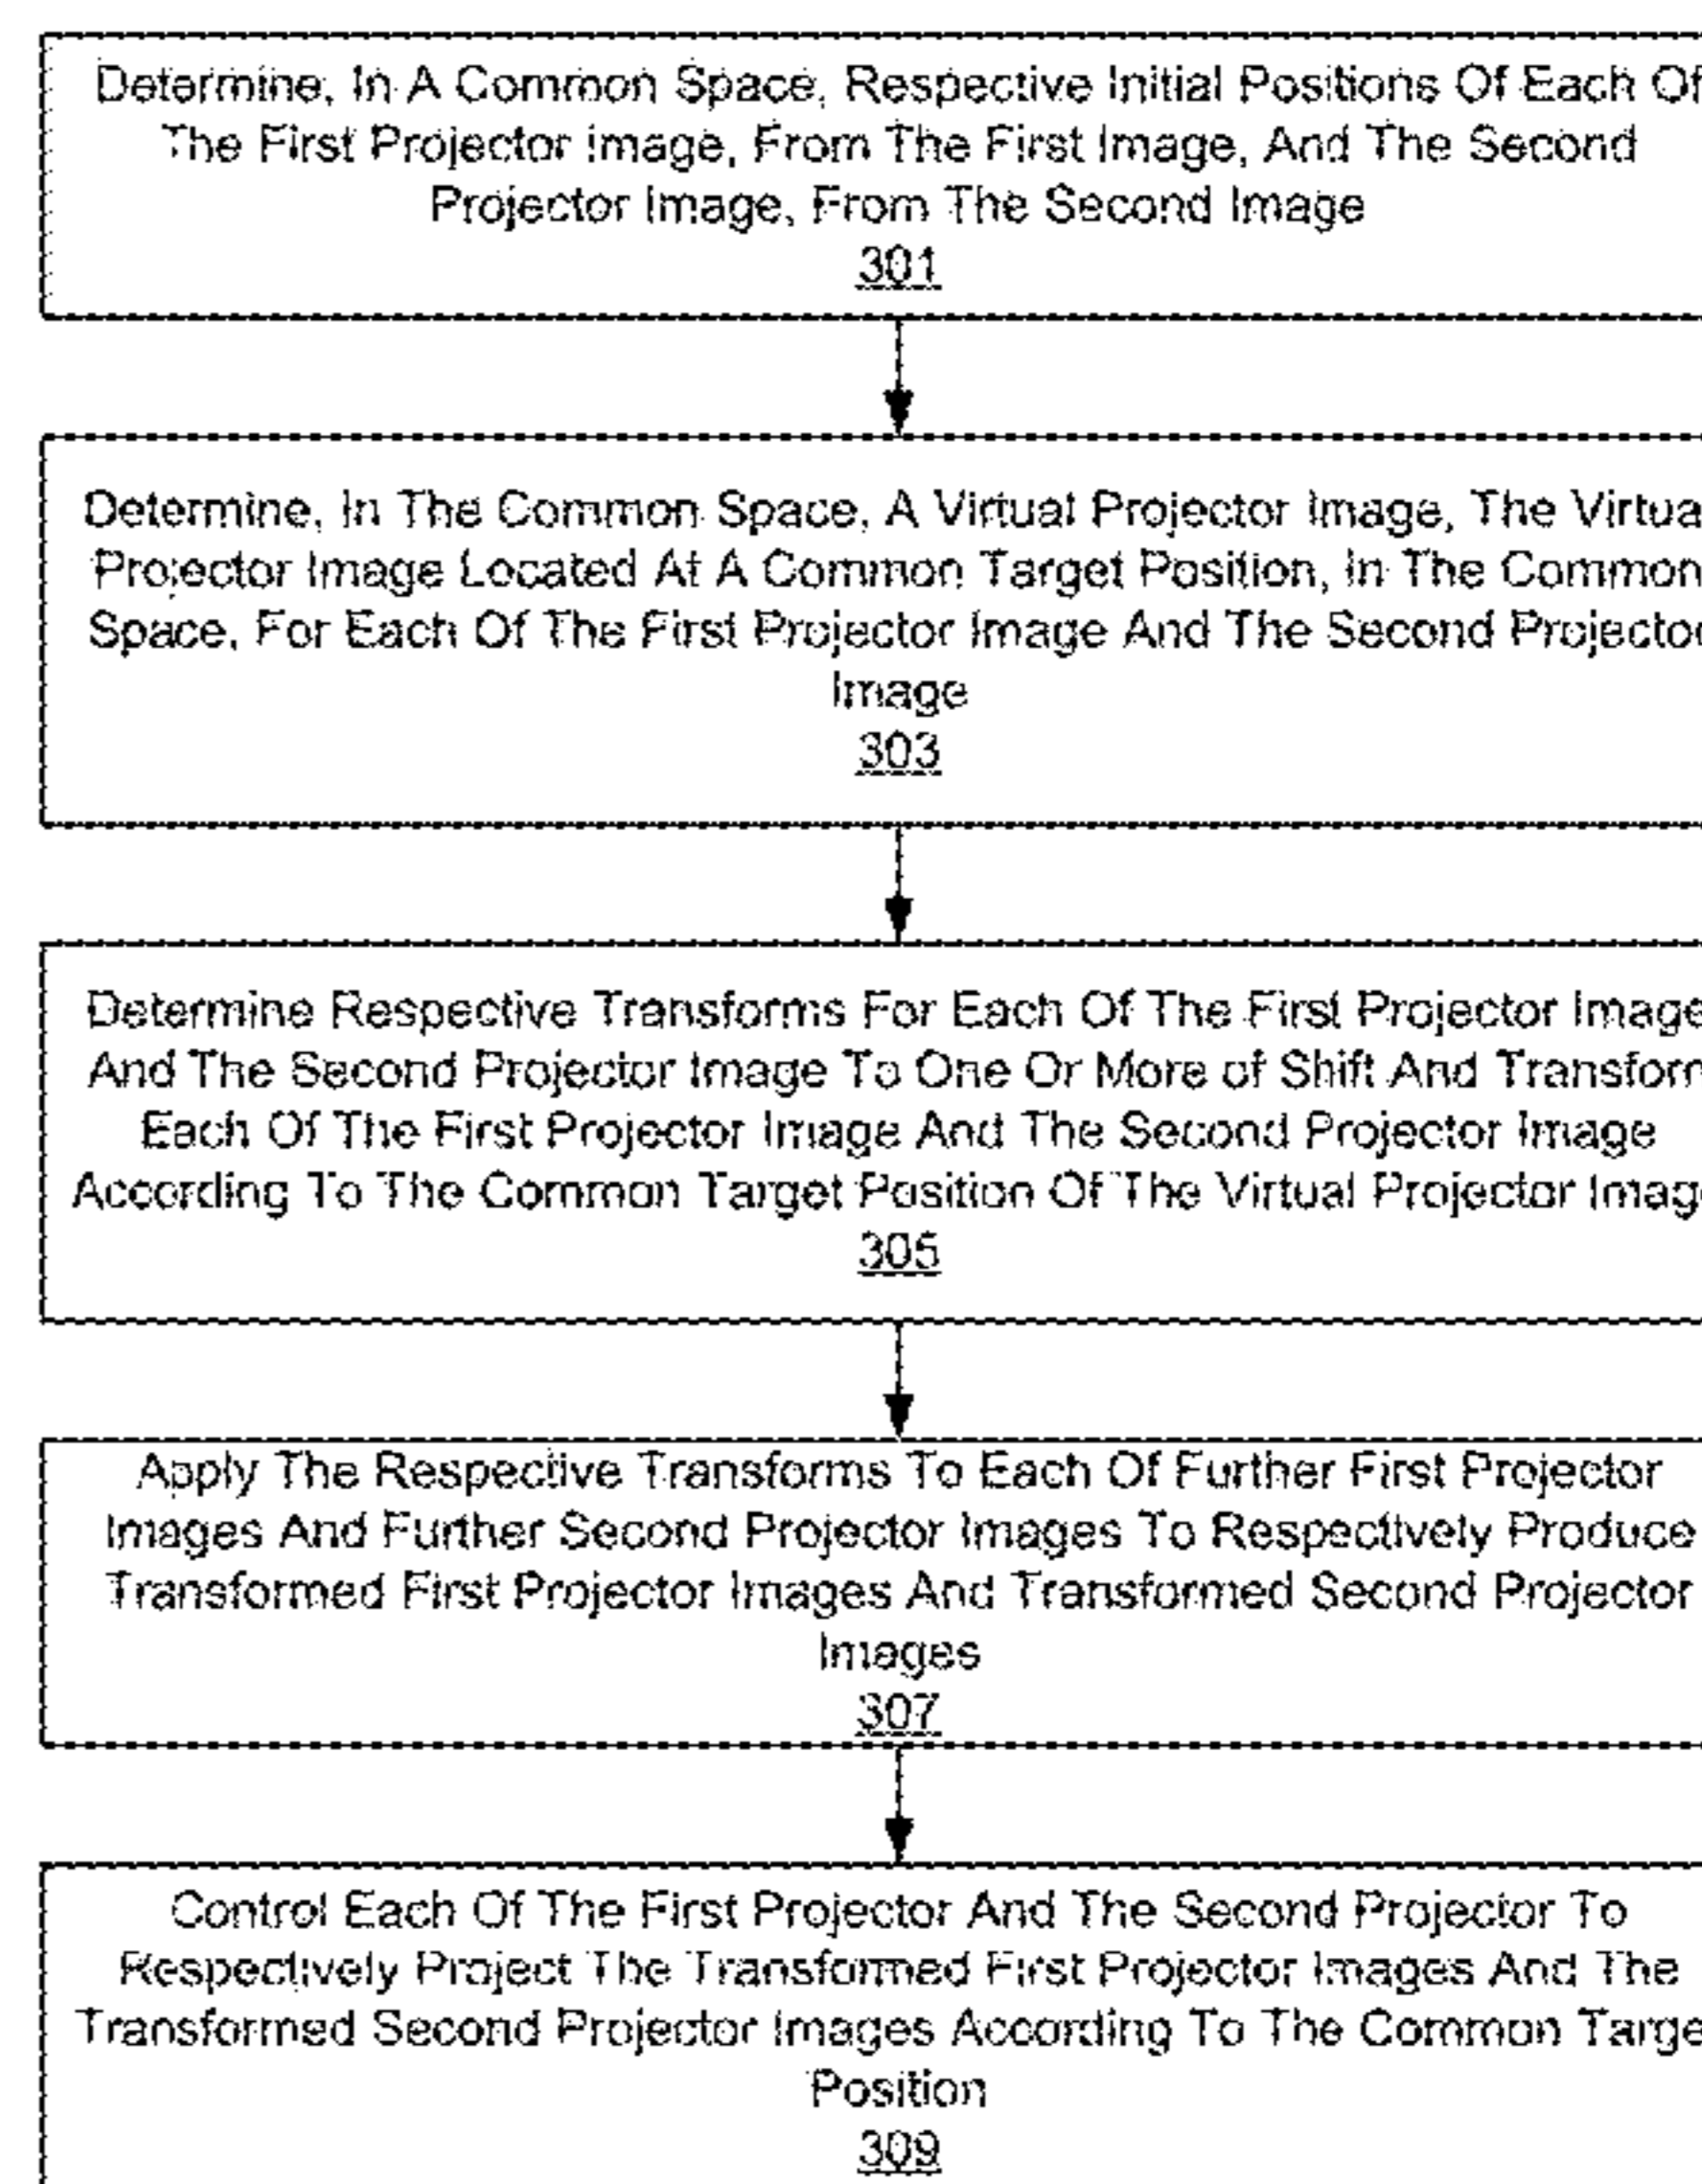 Determine, In A Common Space, Respective Initial Positions Of Each Of
The First Projector Image, From The First Image, And The Second
Projector Image, From The Second Image
301
Determine, In The Common Space, A Virtual Projector Image, The Virtua
Projector Image Located At A Common Target Position, In The Common
Space, For Each Of The First Projector Image And The Second Projector
Image
303
Determine Respective Transforms For Each Of The First Projector Image
And The Second Projector Image To One Or More of Shift And Transform
Each Of The First Projector Image And The Second Projector Image
According To The Common Target Position Of The Virtual Projector Image
305
Apply The Respective Transforms To Each Of Further First Projector
Images And Further Second Projector Images To Respectively Produce
Transformed First Projector Images And Transformed Second Projector
Images
307
Control Each Of The First Projector And The Second Projector To
Respectively Project The Transformed First Projector Images And The
Transformed Second Projector Images According To The Common Targe
Position
309